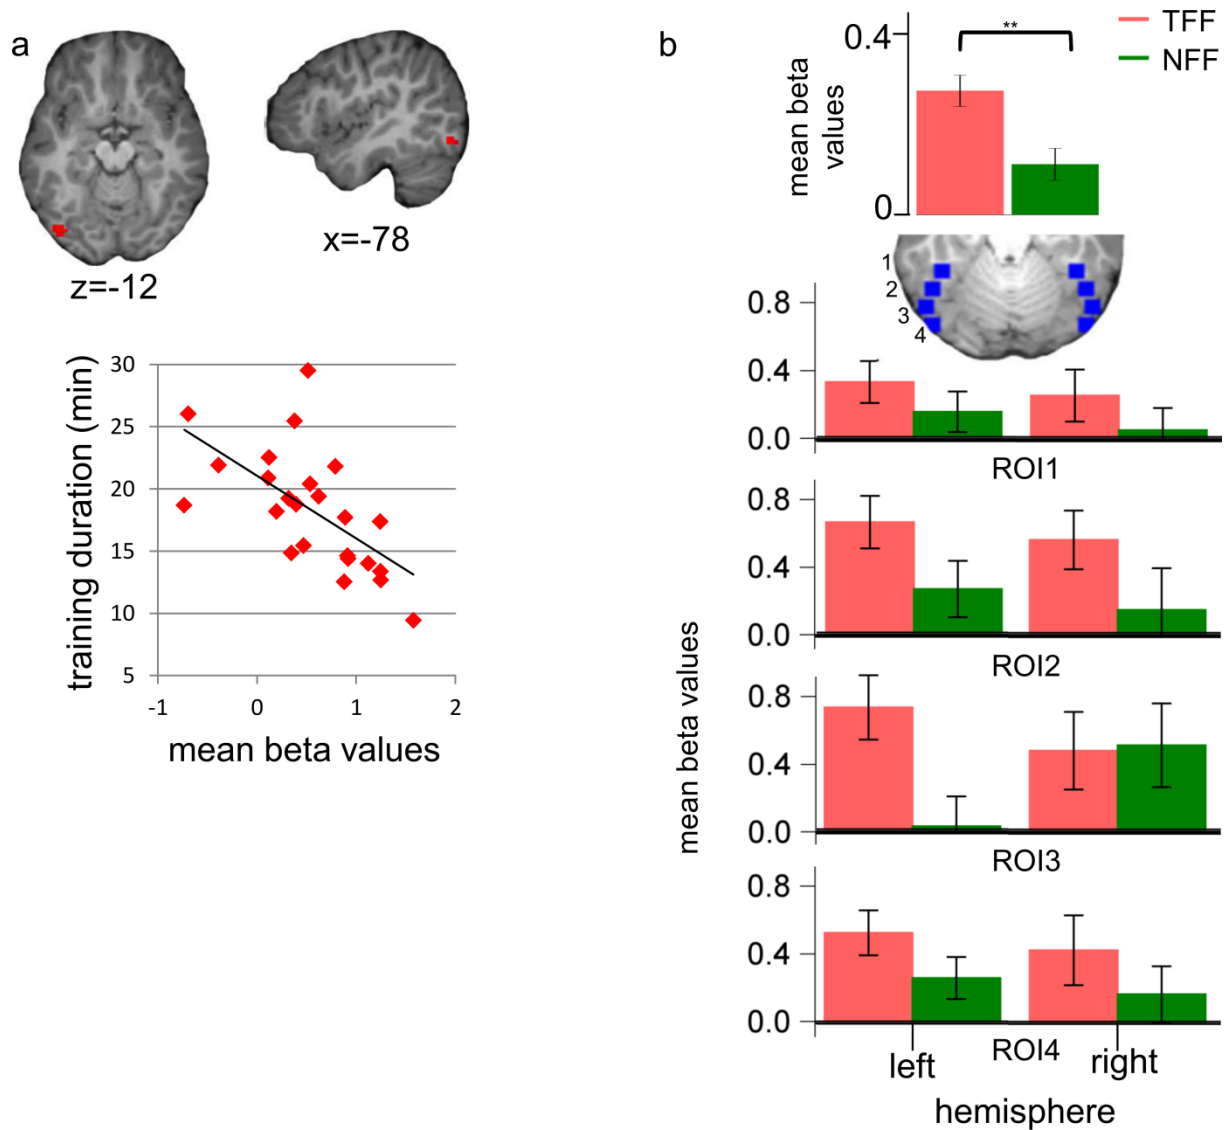 a
z=-12
x=-78
training duration (min)
30
25
20
15
10
5
-1 0 1 2
mean beta values
b
TFF
NFF
**
mean beta
values
0.4
0
1
2
3
4
mean beta values
0.8
0.4
0.0
ROI1
0.8
0.4
0.0
ROI2
0.8
0.4
0.0
ROI3
0.8
0.4
0.0
left ROI4 right
hemisphere